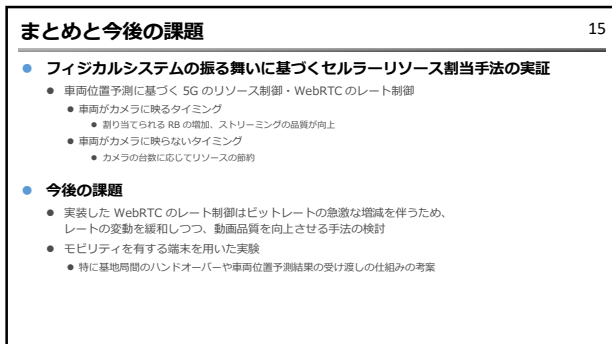 まとめと今後の課題
15
フィジカルシステムの振る舞いに基づくセルラーリソース割当手法の実証
車両位置予測に基づく 5G のリソース制御・WebRTC のレート制御
車両がカメラに映るタイミング
割り当てられる RB の増加、ストリーミングの品質が向上
車両がカメラに映らないタイミング
カメラの台数に応じてリソースの節約
今後の課題
実装した WebRTC のレート制御はビットレートの急激な増減を伴うため、
レートの変動を緩和しつつ、動画品質を向上させる手法の検討
モビリティを有する端末を用いた実験
特に基地局間のハンドオーバーや車両位置予測結果の受け渡しの仕組みの考案